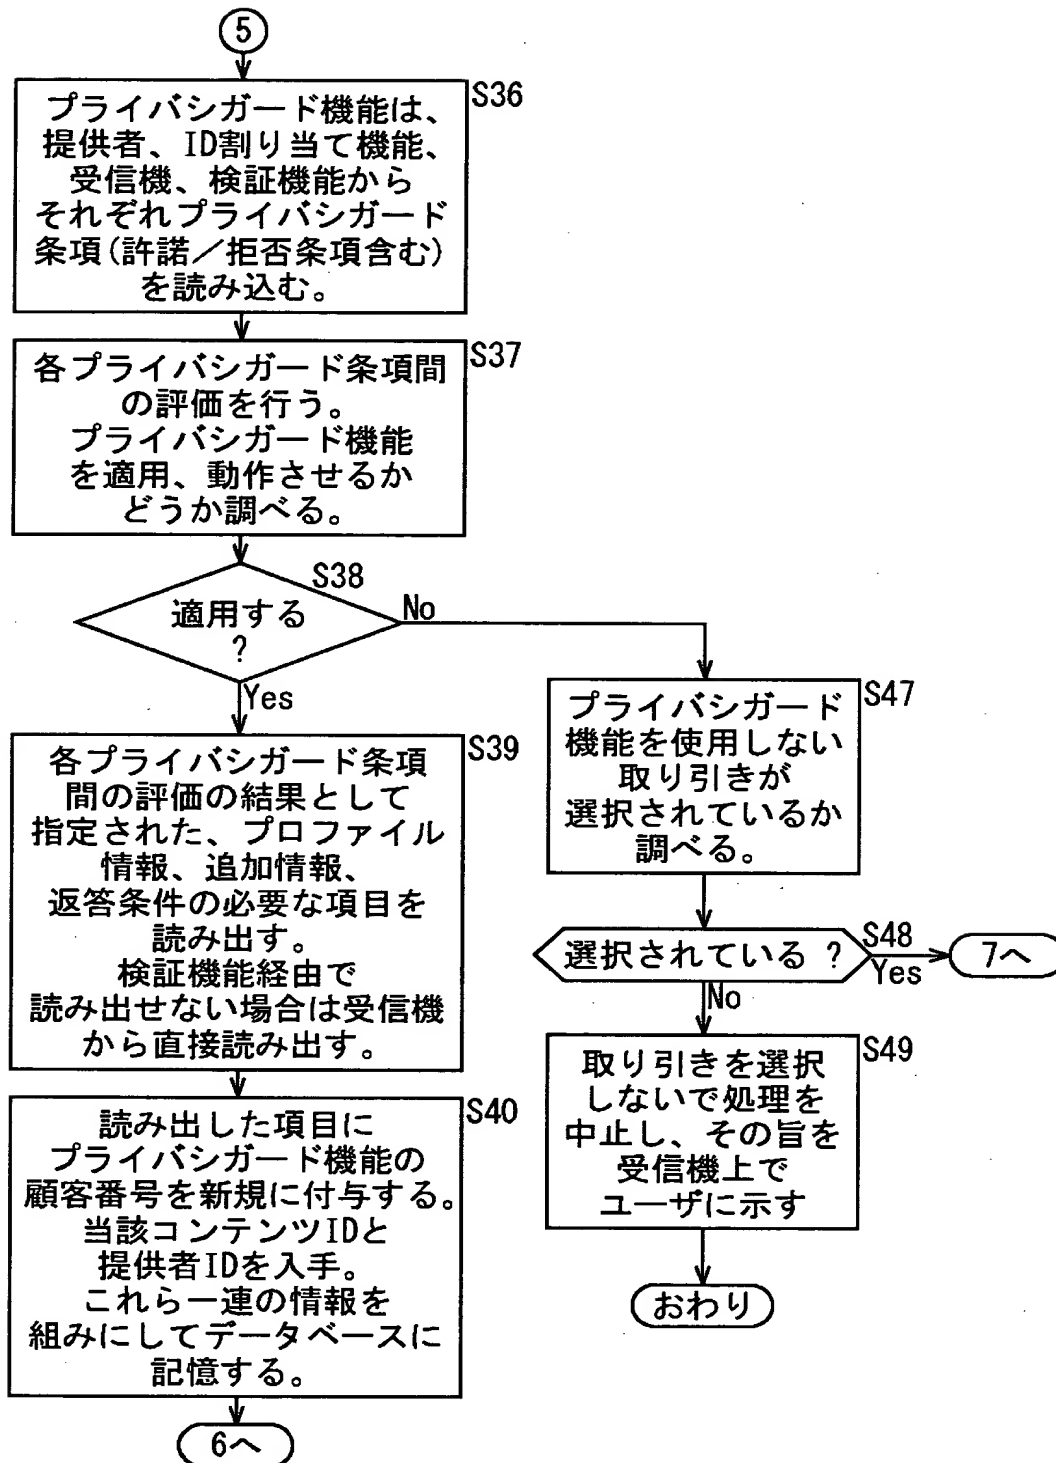 5
S36
プライバシガード機能は、
提供者、ID割り当て機能、
受信機、検証機能から
それぞれプライバシガード
条項(許諾／拒否条項含む)
を読み込む。
S37
各プライバシガード条項間
の評価を行う。
プライバシガード機能
を適用、動作させるか
どうか調べる。
S38
適用する
?
No
Yes
S39
各プライバシガード条項
間の評価の結果として
指定された、プロファイル
情報、追加情報、
返答条件の必要な項目を
読み出す。
検証機能経由で
読み出せない場合は受信機
から直接読み出す。
S40
読み出した項目に
プライバシガード機能の
顧客番号を新規に付与する。
当該コンテンツIDと
提供者IDを入手。
これら一連の情報を
組みにしてデータベースに
記憶する。
6へ
S47
プライバシガード
機能を使用しない
取り引きが
選択されているか
調べる。
S48
選択されている ?
Yes
7へ
No
S49
取り引きを選択
しないで処理を
中止し、その旨を
受信機上で
ユーザに示す
おわり